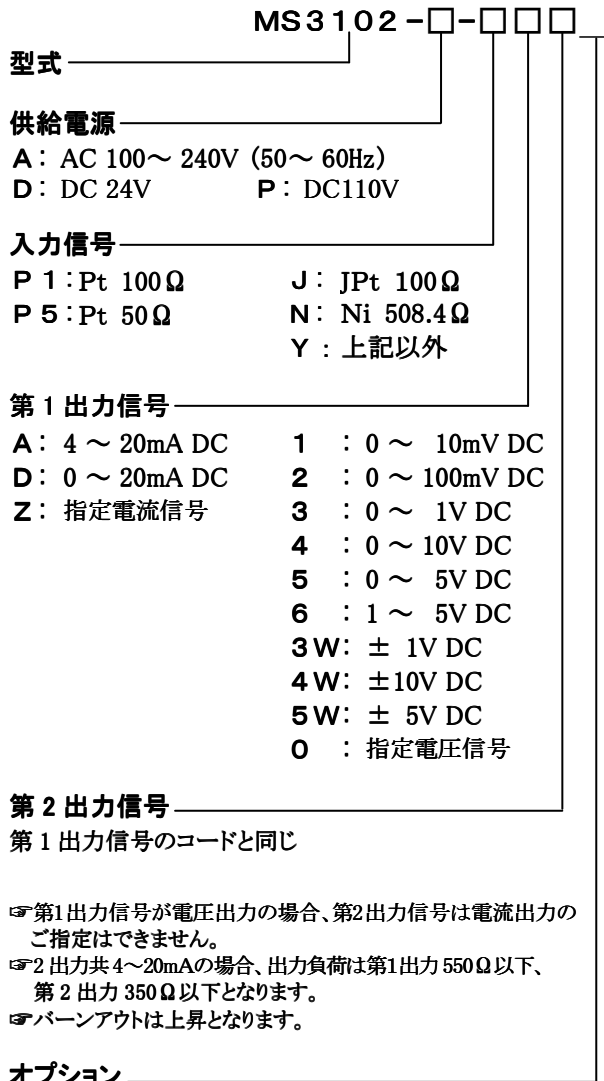 MS3102-□-□□□
型式
供給電源
A： AC 100～ 240V (50～ 60Hz)
D： DC 24V P： DC110V
入力信号
P 1：Pt 100Ω J： JPt 100Ω
P 5：Pt 50Ω N： Ni 508.4Ω
Y ：上記以外
第 1 出力信号
A： 4 ～ 20mA DC 1 ： 0 ～ 10mV DC
D： 0 ～ 20mA DC 2 ： 0 ～ 100mV DC
Z： 指定電流信号 3 ： 0 ～ 1V DC
4 ： 0 ～ 10V DC
5 ： 0 ～ 5V DC
6 ： 1 ～ 5V DC
3W： ± 1V DC
4W： ±10V DC
5W： ± 5V DC
0 ： 指定電圧信号
第 2 出力信号
第 1 出力信号のコードと同じ
☞第1出力信号が電圧出力の場合、第2出力信号は電流出力の
ご指定はできません。
☞2 出力共 4～20mAの場合、出力負荷は第1出力 550Ω以下、
第 2 出力 350Ω以下となります。
☞バーンアウトは上昇となります。
オプション